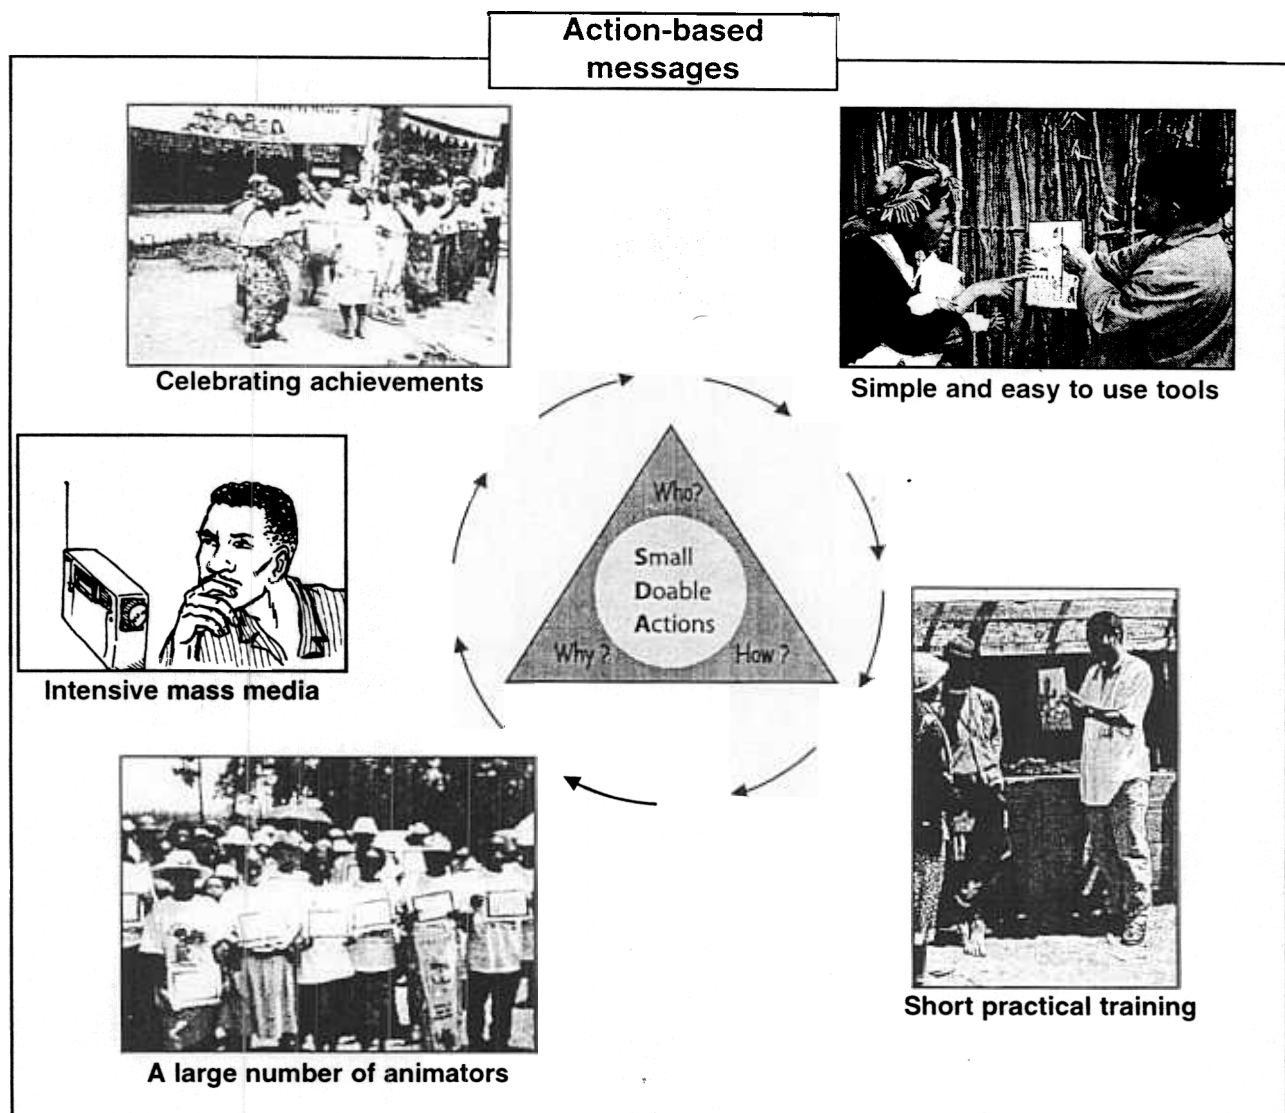 Action-based
messages
Celebrating achievements
Simple and easy to use tools
Who?
Small
Doable
Actions
Why ?
How ?
Intensive mass media
Short practical training
A large number of animators